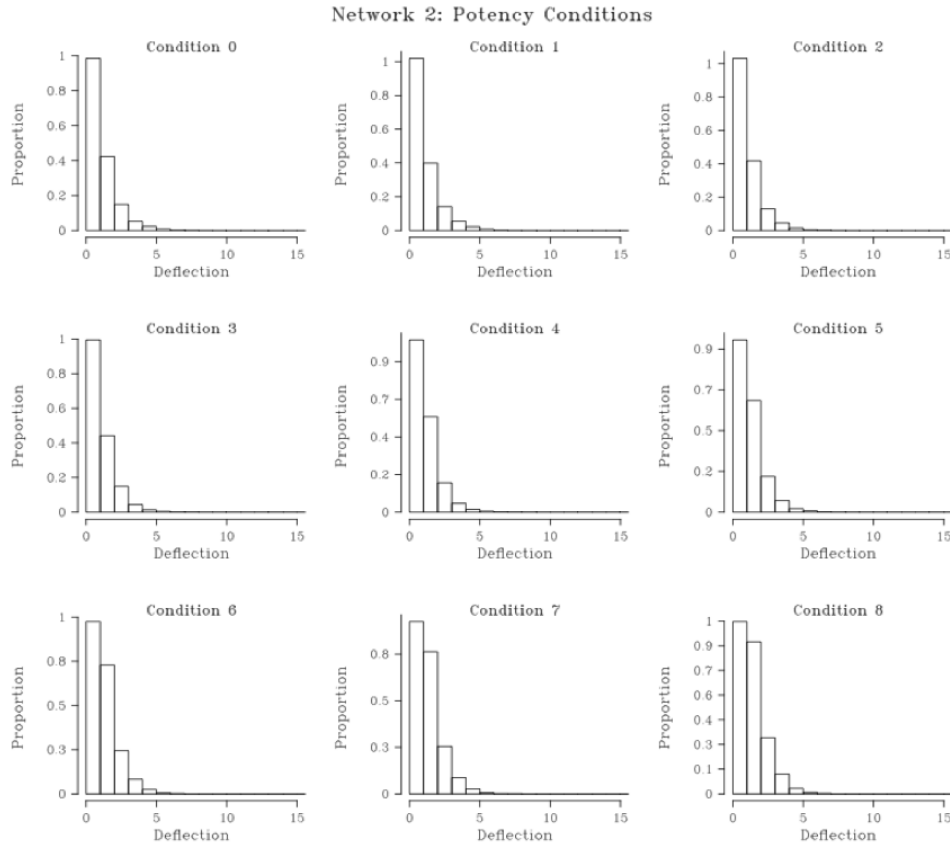 Network 2: Potency Conditions
Condition 0
1
0.8
0.6
0.4
0.2
0
Proportion
0 5 10 15
Deflection
Condition 1
1
0.8
0.6
0.4
0.2
0
Proportion
0 5 10 15
Deflection
Condition 2
1
0.8
0.6
0.4
0.2
0
Proportion
0 5 10 15
Deflection
Condition 3
1
0.8
0.6
0.4
0.2
0
Proportion
0 5 10 15
Deflection
Condition 4
0.9
0.7
0.4
0.2
0
Proportion
0 5 10 15
Deflection
Condition 5
0.9
0.7
0.5
0.2
0
Proportion
0 5 10 15
Deflection
Condition 6
1
0.8
0.5
0.3
0
Proportion
0 5 10 15
Deflection
Condition 7
0.8
0.5
0.3
0
Proportion
0 5 10 15
Deflection
Condition 8
1
0.9
0.7
0.6
0.4
0.3
0.1
0
Proportion
0 5 10 15
Deflection